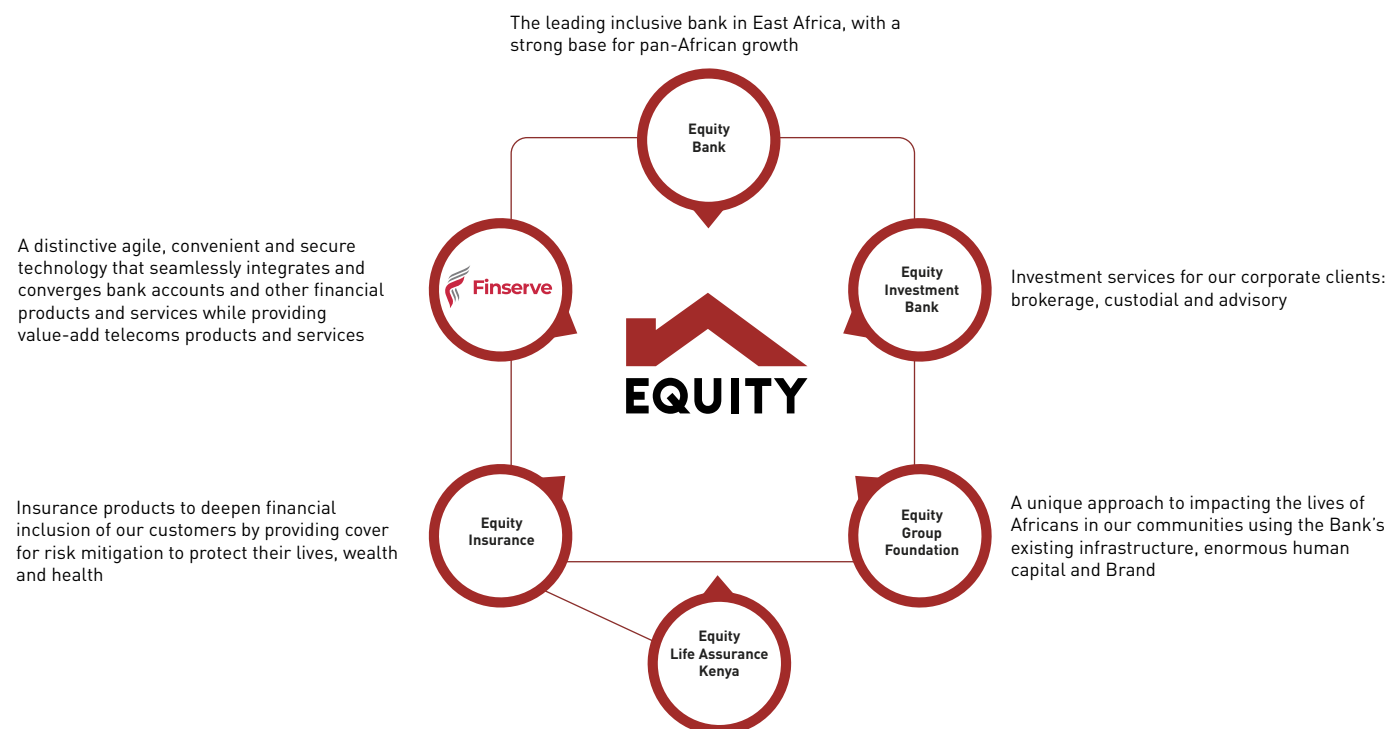 The leading inclusive bank in East Africa, with a
strong base for pan-African growth
Equity
Bank
A distinctive agile, convenient and secure
technology that seamlessly integrates and
converges bank accounts and other financial
products and services while providing
value-add telecoms products and services
Finserve
Equity
Investment
Bank
Investment services for our corporate clients:
brokerage, custodial and advisory
EQUITY
Insurance products to deepen financial
inclusion of our customers by providing cover
for risk mitigation to protect their lives, wealth
and health
Equity
Insurance
Equity
Group
Foundation
A unique approach to impacting the lives of
Africans in our communities using the Bank’s
existing infrastructure, enormous human
capital and Brand
Equity
Life Assurance
Kenya